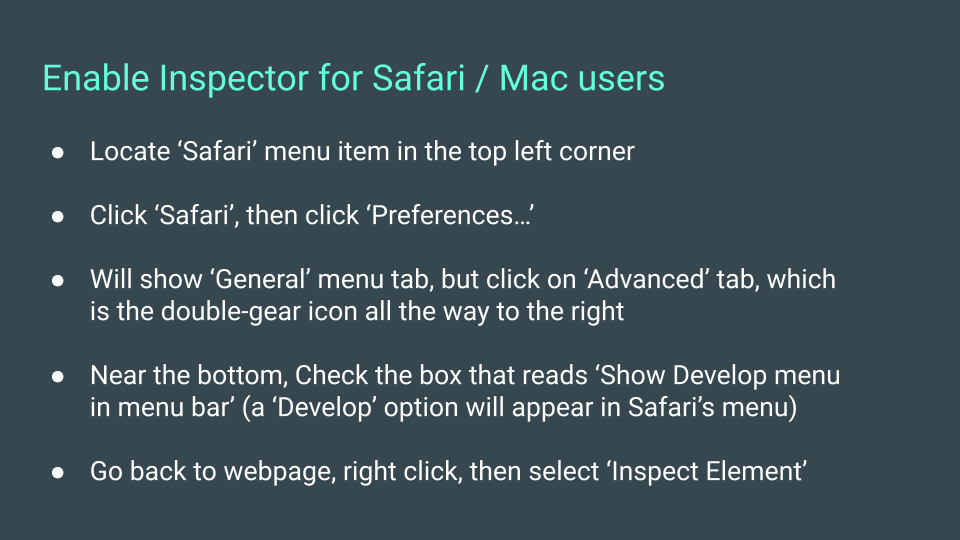 Enable Inspector for Safari / Mac users
● Locate ‘Safari’ menu item in the top left corner
● Click ‘Safari’, then click ‘Preferences…’
● Will show ‘General’ menu tab, but click on ‘Advanced’ tab, which
is the double-gear icon all the way to the right
● Near the bottom, Check the box that reads ‘Show Develop menu
in menu bar’ (a ‘Develop’ option will appear in Safari’s menu)
● Go back to webpage, right click, then select ‘Inspect Element’